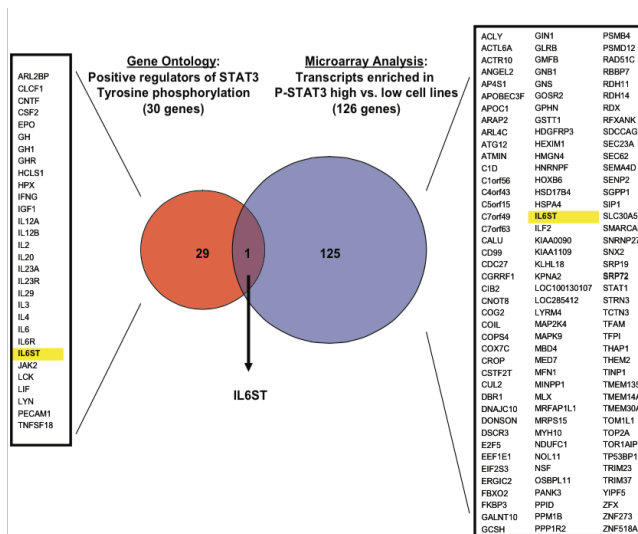 Gene Ontology:
Positive regulators of STAT3
Tyrosine phosphorylation
(30 genes)
Microarray Analysis:
Transcripts enriched in
P-STAT3 high vs. low cell lines
(126 genes)
ARL2BP
CLCF1
CNTF
CSF2
EPO
GH
GH1
GHR
HCLS1
HPX
IFNG
IGF1
IL12A
IL12B
IL2
IL20
IL23A
IL23R
IL29
IL3
IL4
IL6
IL6R
IL6ST
JAK2
LCK
LIF
LYN
PECAM1
TNFSF18
29
1
125
IL6ST
ACLY
ACTL6A
ACTR10
ANGEL2
AP4S1
APOBEC3F
APOC1
ARAP2
ARL4C
ATG12
ATMIN
C1D
C1orf56
C4orf43
C5orf15
C7orf49
C7orf63
CALU
CD99
CDC27
CGRRF1
CIB2
CNOT8
COG2
COIL
COPS4
COX7C
CROP
CSTF2T
CUL2
DBR1
DNAJC10
DONSON
DSCR3
E2F5
EEF1E1
EIF2S3
ERGIC2
FBXO2
FKBP3
GALNT10
GCSH
GIN1
GLRB
GMFB
GNB1
GNS
GOSR2
GPHN
GSTT1
HDGFRP3
HEXIM1
HMGN4
HNRNPF
HOXB6
HSD17B4
HSPA4
IL6ST
ILF2
KIAA0090
KIAA1109
KLHL18
KPNA2
LOC100130107
LOC285412
LYRM4
MAP2K4
MAPK9
MBD4
MED7
MFN1
MINPP1
MLX
MRFAP1L1
MRPS15
MYH10
NDUFC1
NOL11
NSF
OSBPL11
PANK3
PPID
PPM1B
PPP1R2
PSMB4
PSMD12
RAD51C
RBBP7
RDH11
RDH14
RDX
RFXANK
SDCCAG
SEC23A
SEC62
SEMA4D
SENP2
SGPP1
SIP1
SLC30A5
SMARCA
SNRNP27
SNX2
SRP19
SRP72
STAT1
STRN3
TCTN3
TFAM
TFPI
THAP1
THEM2
TINP1
TMEM135
TMEM14A
TMEM30A
TOM1L1
TOP2A
TOR1AIP
TP53BP1
TRIM23
TRIM37
YIPF5
ZFX
ZNF273
ZNF518A